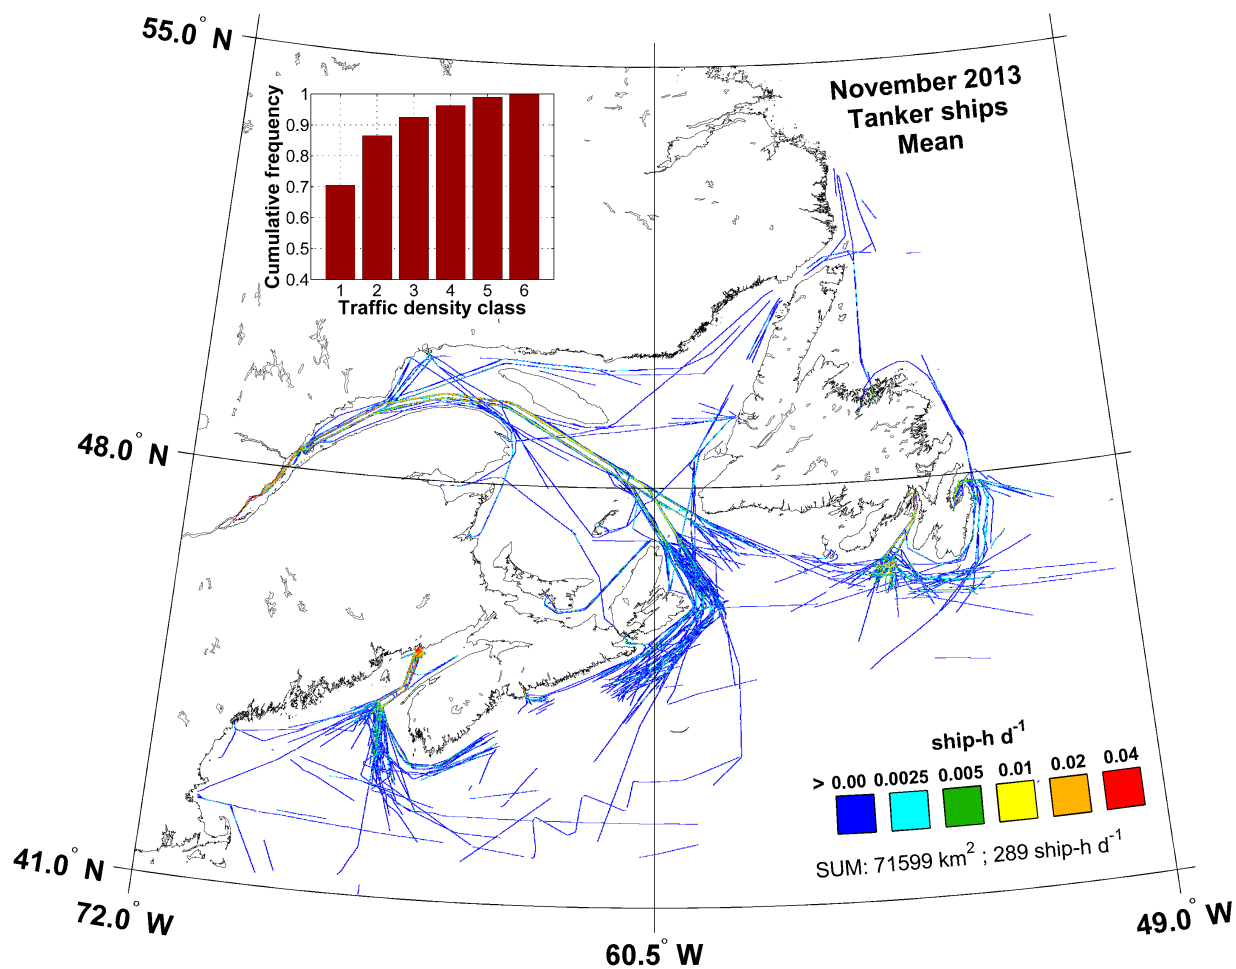 55.0° N
November 2013
Tanker ships
Mean
Cumulative frequency
1
0.9
0.8
0.7
0.6
0.5
0.4
1 2 3 4 5 6
Traffic density class
48.0° N
ship-h d⁻¹
> 0.00 0.0025 0.005 0.01 0.02 0.04
SUM: 71599 km² ; 289 ship-h d⁻¹
41.0° N
72.0° W
60.5° W
49.0° W